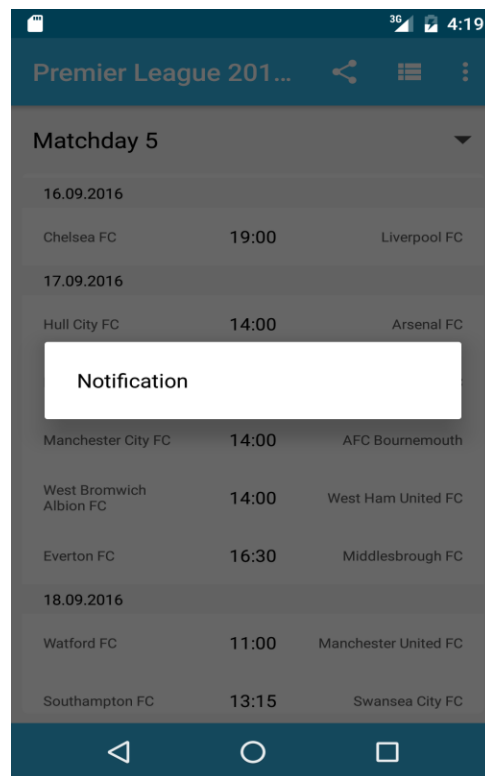 3G 4:19
Premier League 201...
Matchday 5
16.09.2016
Chelsea FC 19:00 Liverpool FC
17.09.2016
Hull City FC 14:00 Arsenal FC
Notification
Manchester City FC 14:00 AFC Bournemouth
West Bromwich
Albion FC 14:00 West Ham United FC
Everton FC 16:30 Middlesbrough FC
18.09.2016
Watford FC 11:00 Manchester United FC
Southampton FC 13:15 Swansea City FC